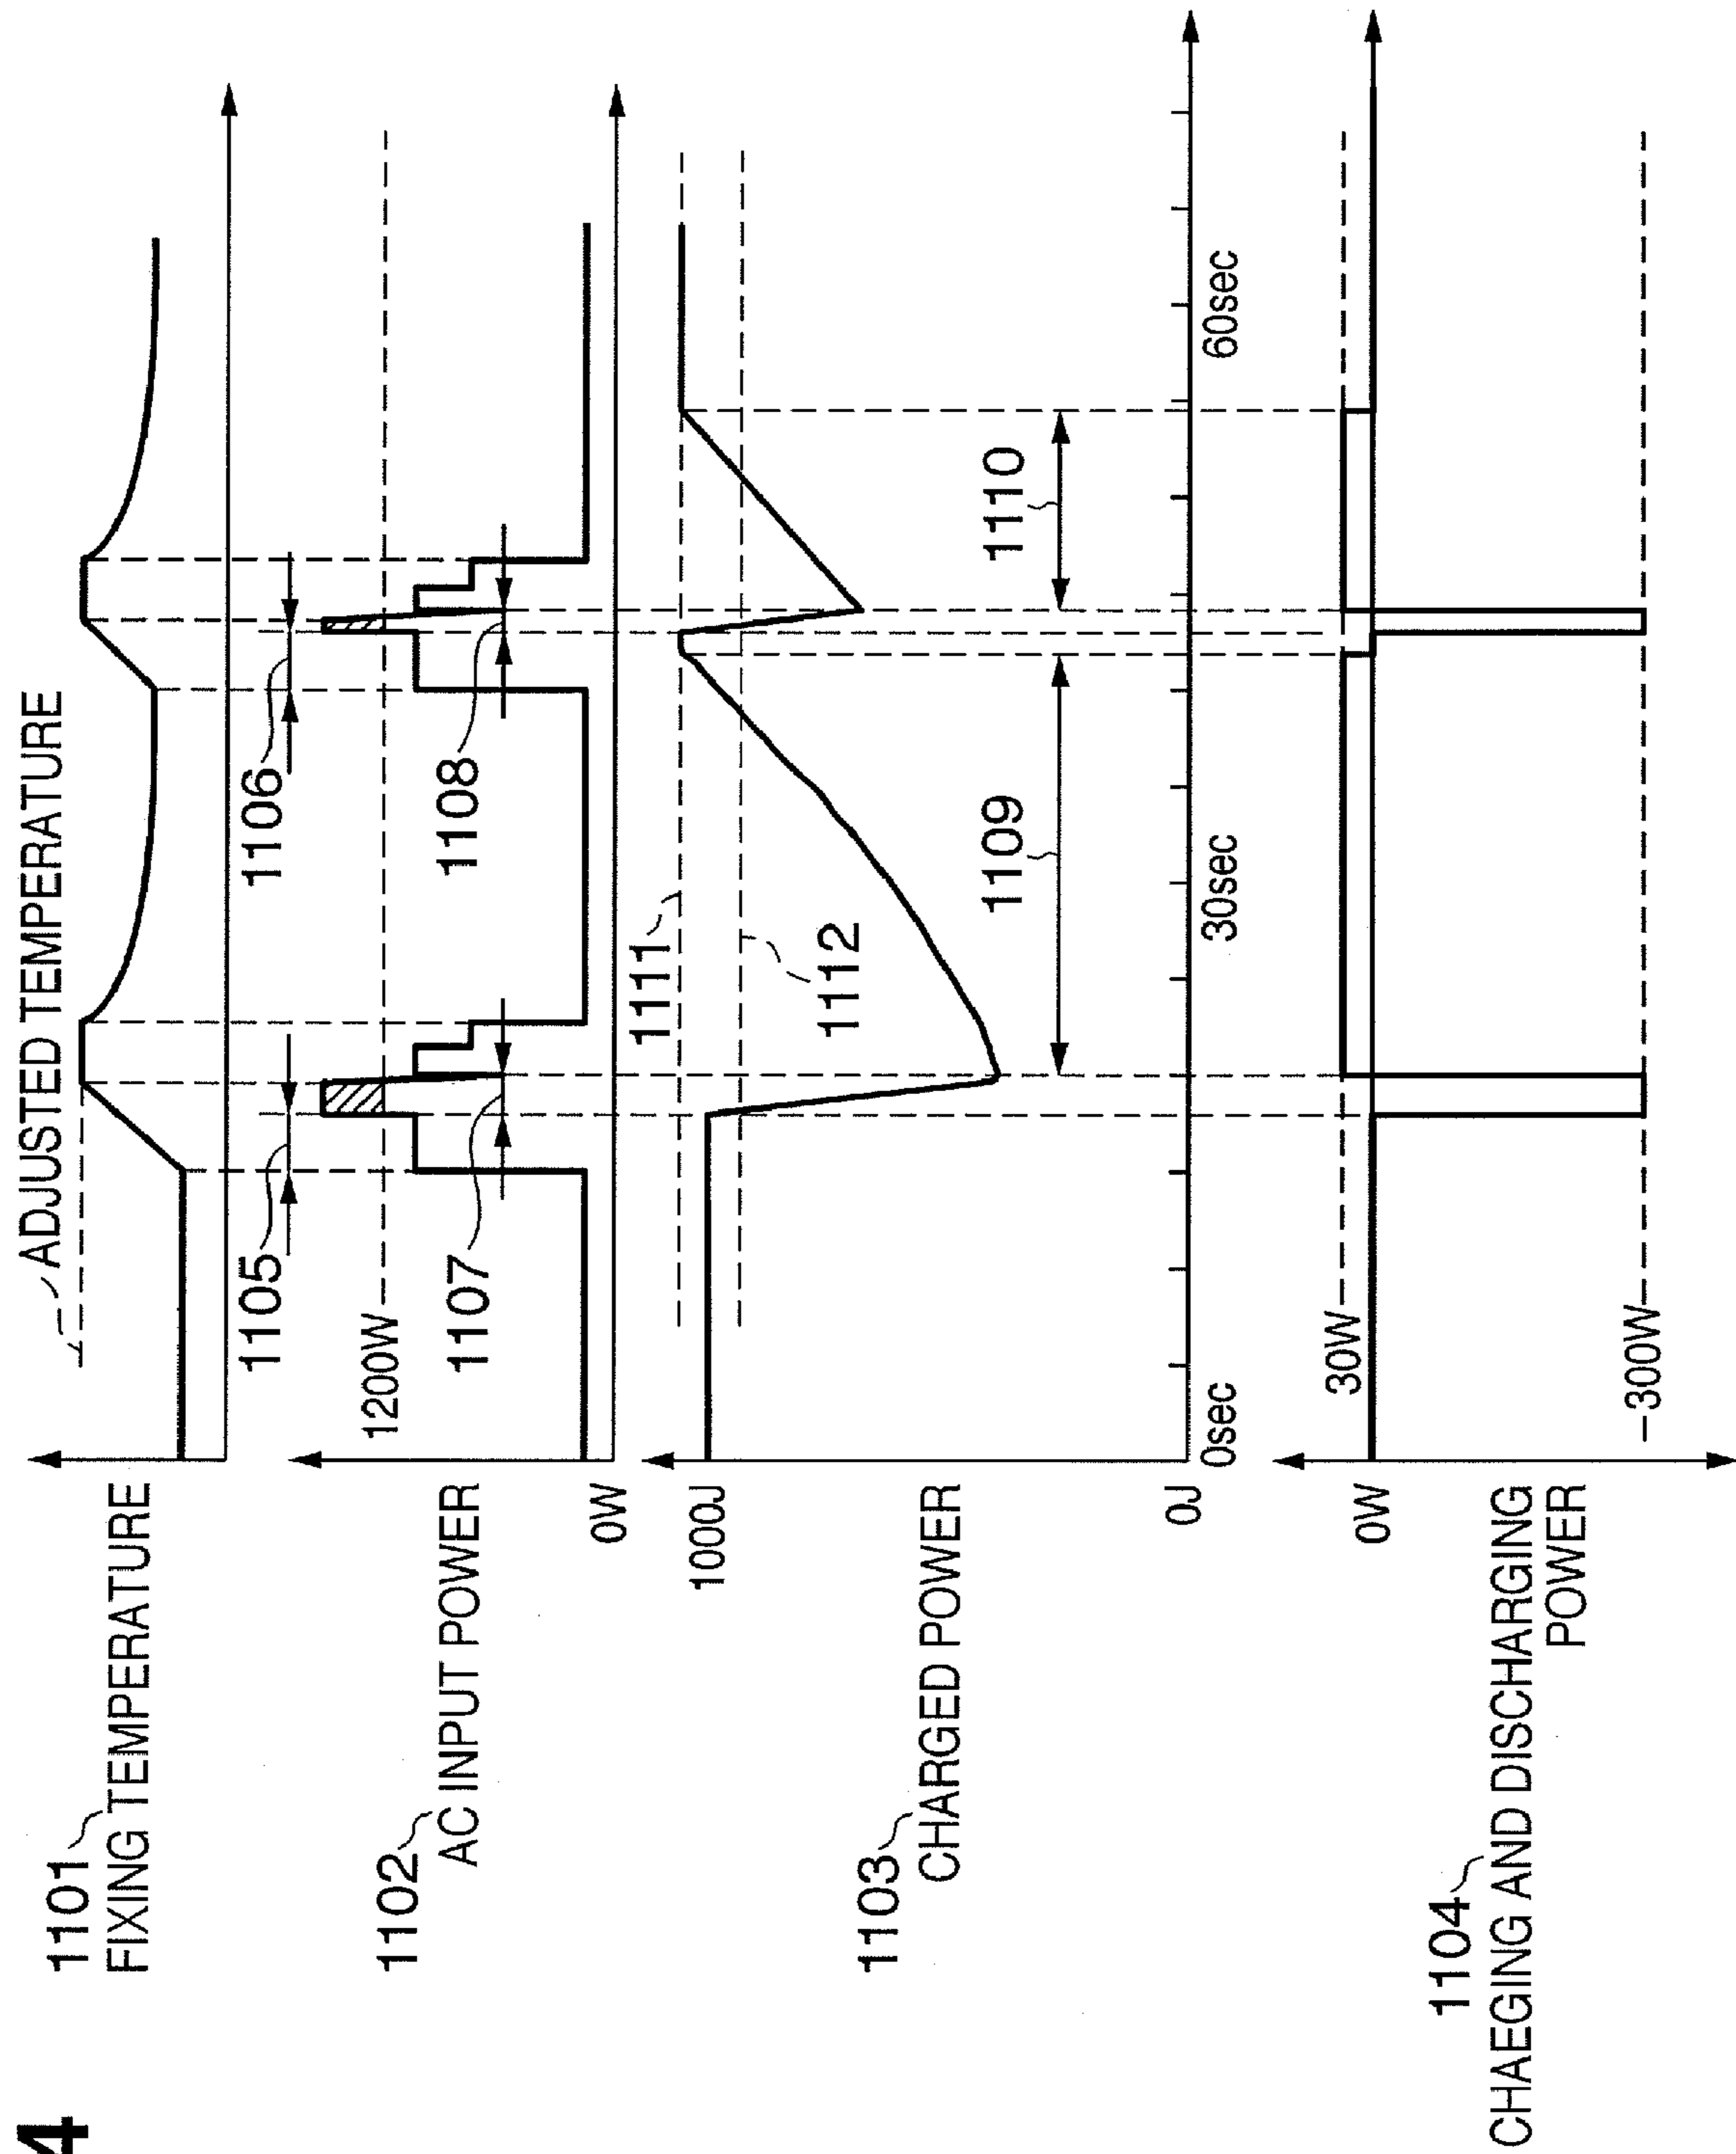 4
ADJUSTED TEMPERATURE
1101
FIXING TEMPERATURE
1105
1106
1102
AC INPUT POWER
1200W
0W
1107
1108
1103
CHARGED POWER
1000J
0J
1111
1112
1109
1110
0sec
30sec
60sec
1104
CHAEGING AND DISCHARGING
POWER
30W
0W
-300W